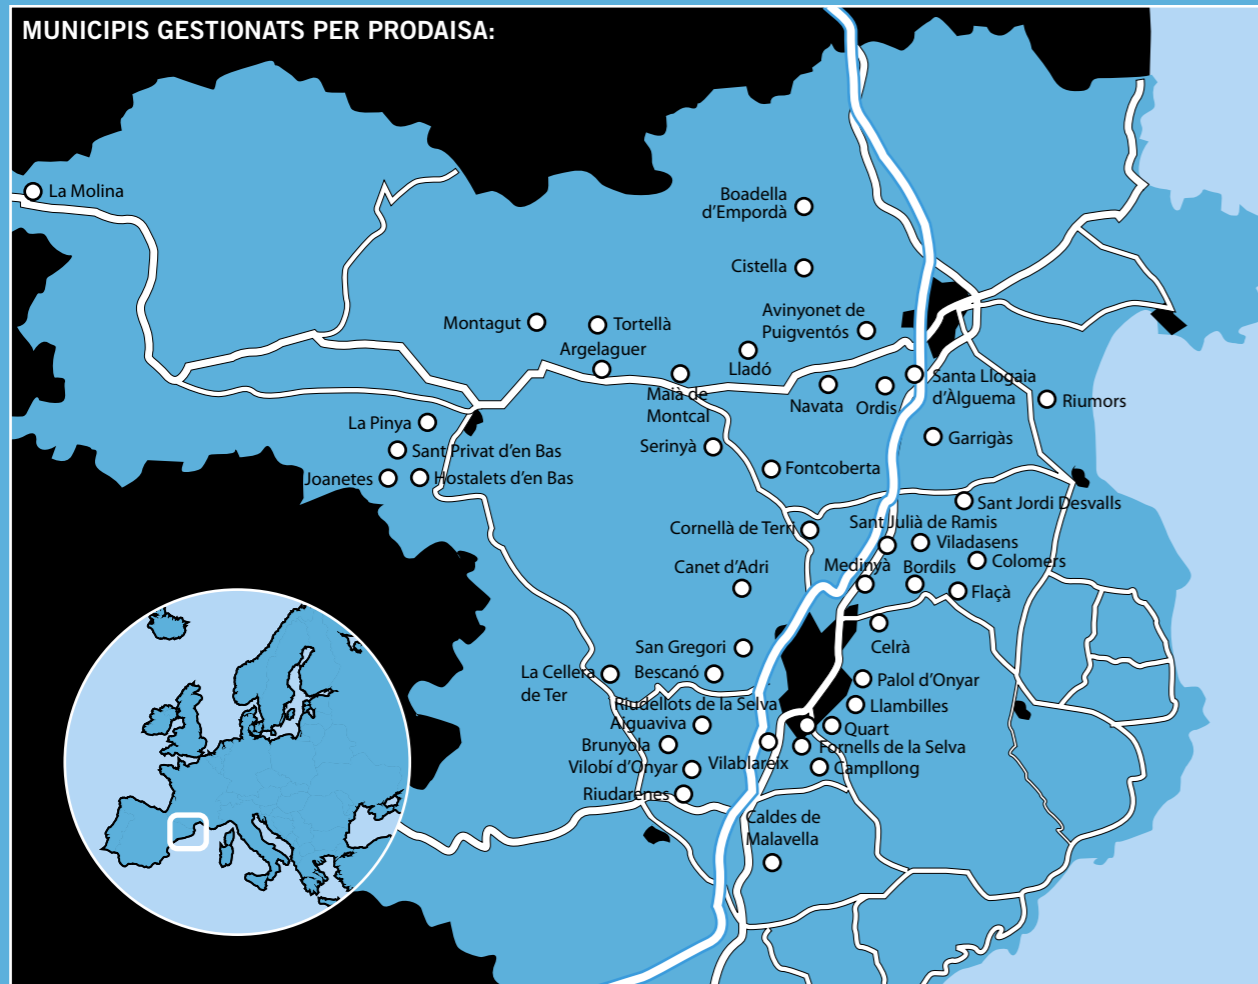 MUNICIPIS GESTIONATS PER PRODAISA:
La Molina
Boadella
d'Empordà
Cistella
Avinyonet de
Puigventós
Montagut
Tortellà
Argelaguer
Lladó
Maià de
Montcal
Navata
Ordis
Santa Llogaia
d'Àlguema
Riumors
La Pinya
Garrigàs
Serinyà
Sant Privat d'en Bas
Fontcoberta
Joanetes
Hostalets d'en Bas
Sant Jordi Desvalls
Cornellà de Terri
Sant Julià de Ramis
Viladasens
Colomers
Canet d'Adri
Medinyà
Bordils
Flaçà
Celrà
San Gregori
La Cellera
de Ter
Bescanó
Palol d'Onyar
Riudellots de la Selva
Llambilles
Aiguaviva
Quart
Brunyola
Fornells de la Selva
Vilobí d'Onyar
Vilablareix
Campllong
Riudarenes
Caldes de
Malavella